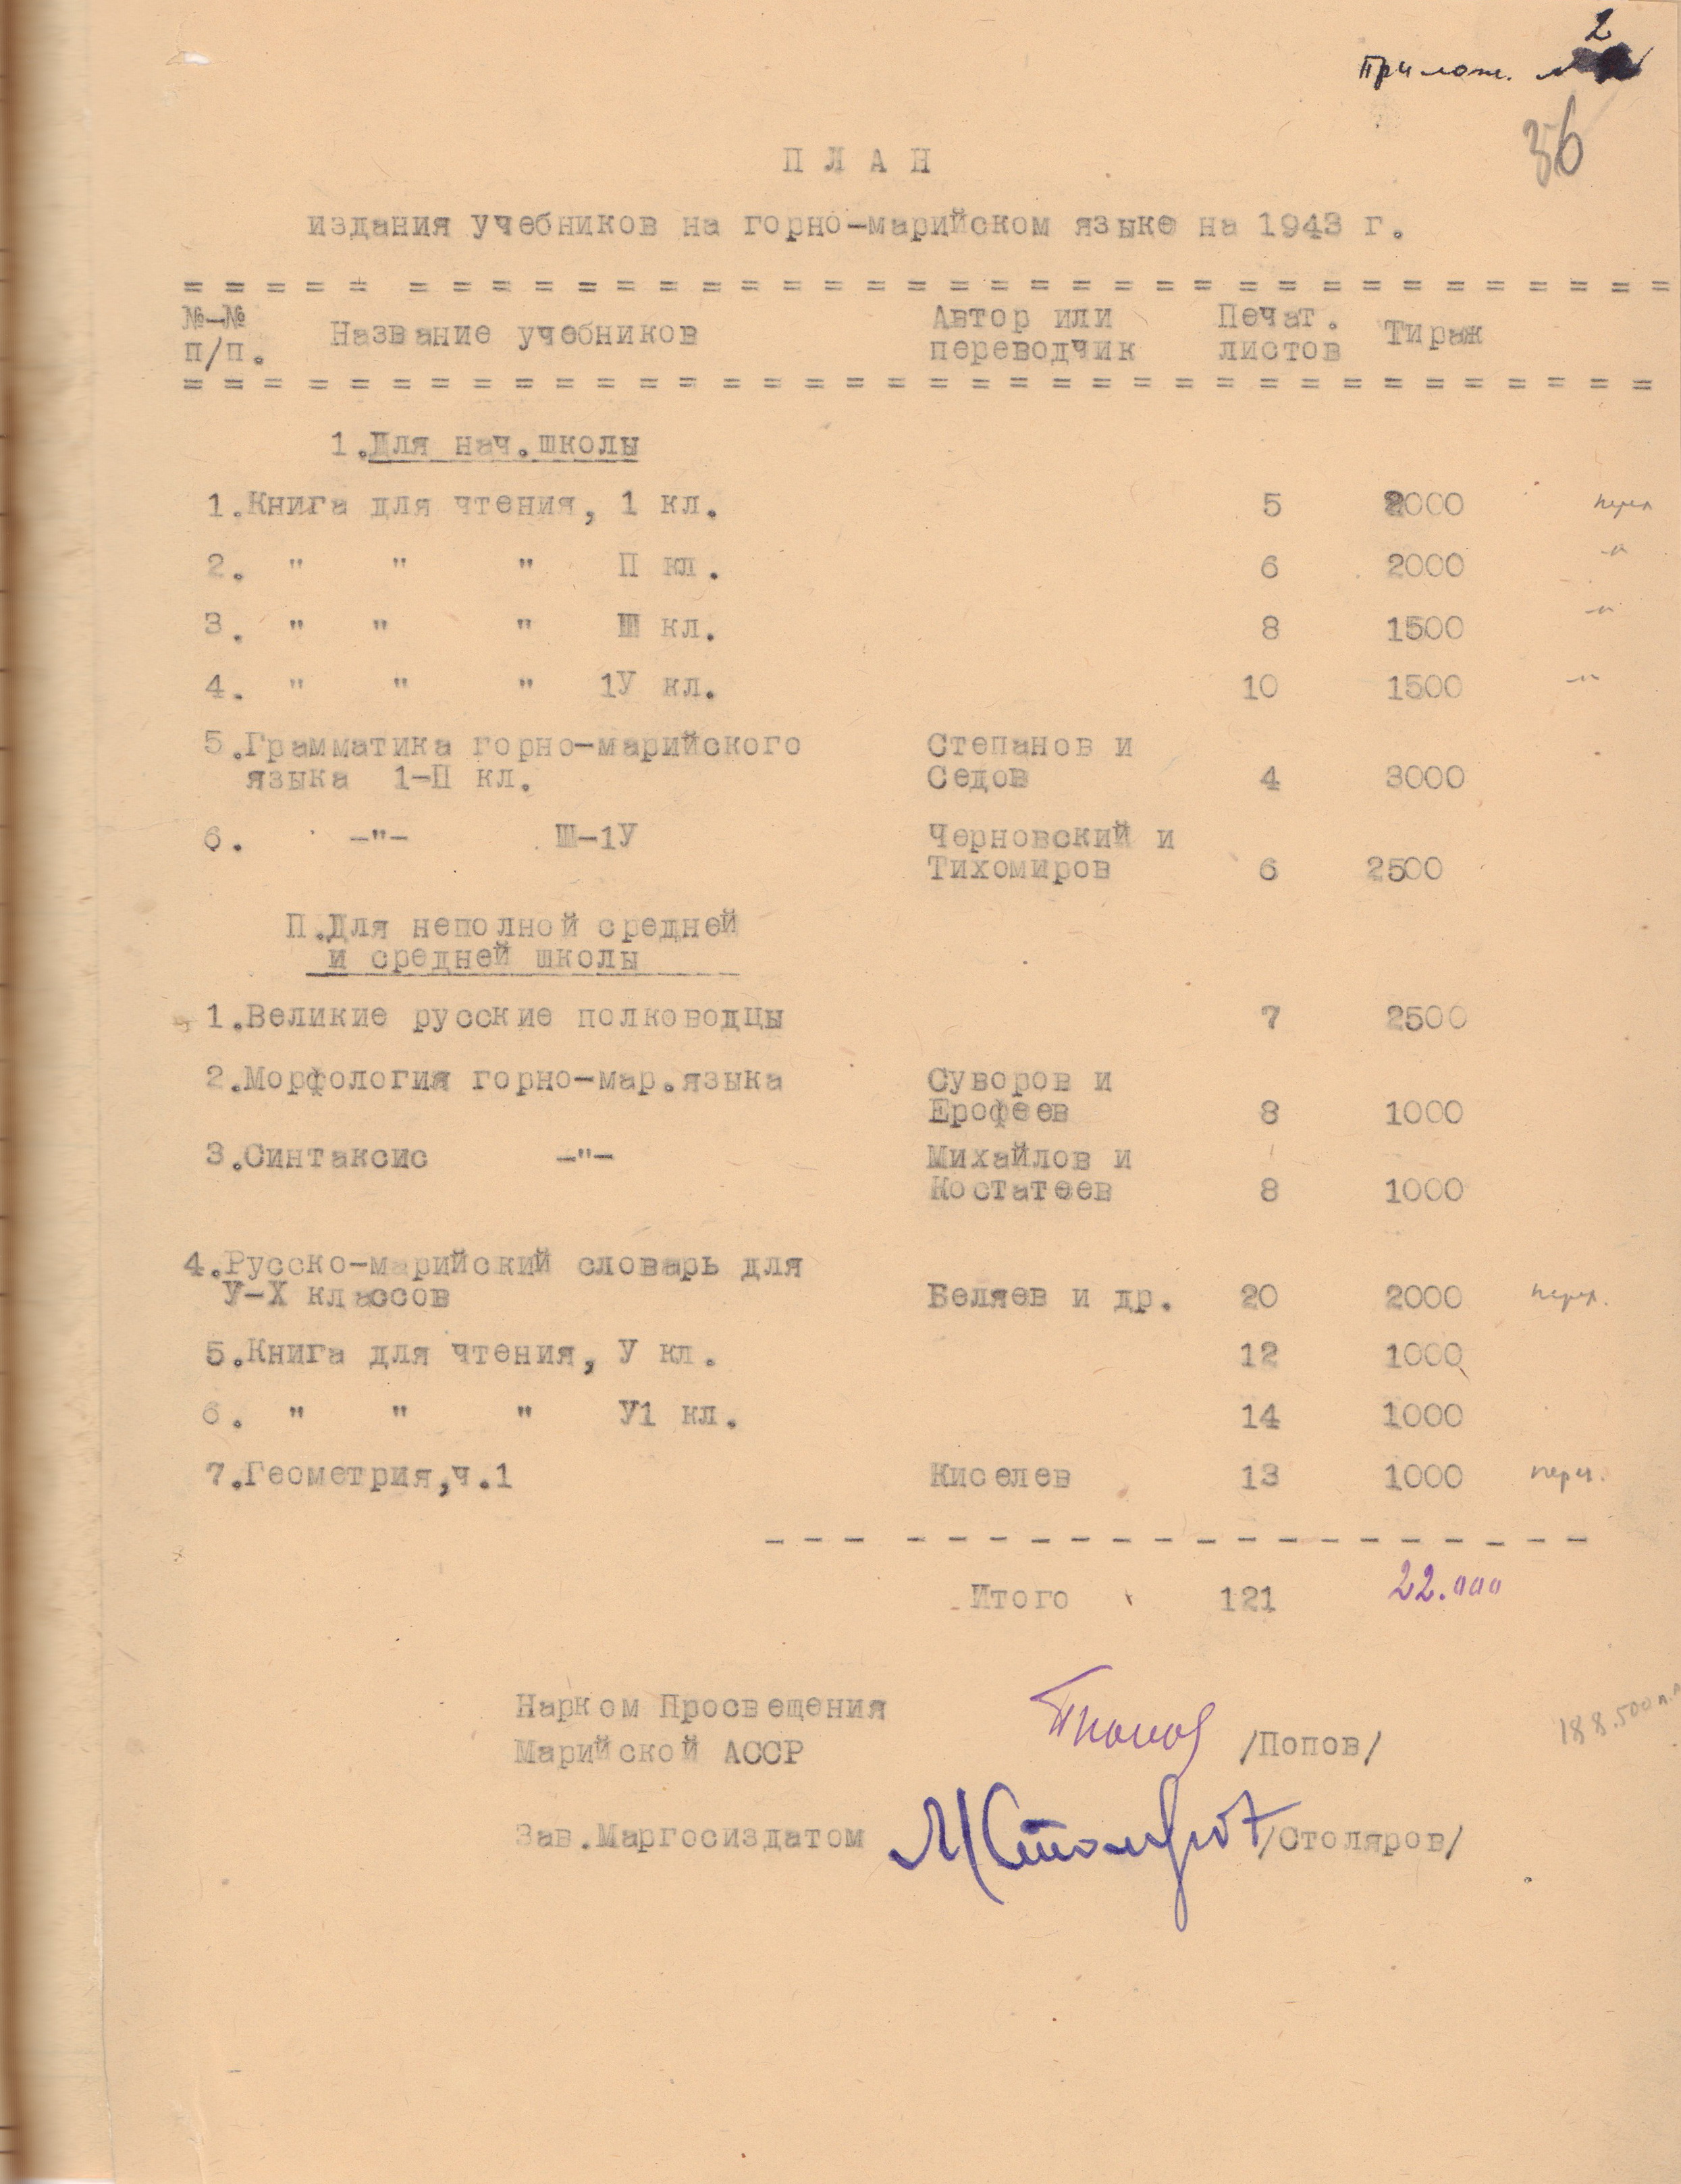 2
Прилож. №
36
ПЛАН
издания учебников на горно-марийском языке на 1943 г.
№-№ п/п. Название учебников Автор или переводчик Печат. листов Тираж
1.Для нач.школы
1.Книга для чтения, 1 кл. 5 2000 перев
2. " " " П кл. 6 2000 -"
3. " " " Ш кл. 8 1500 -"
4. " " " 1У кл. 10 1500 -"-
5.Грамматика горно-марийского Степанов и
языка 1-П кл. Седов 4 3000
6. -"- Ш-1У Черновский и
Тихомиров 6 2500
П.Для неполной средней
и средней школы
1.Великие русские полководцы 7 2500
2.Морфология горно-мар.языка Суворов и
Ерофеев 8 1000
3.Синтаксис -"- Михайлов и
Костатеев 8 1000
4.Русско-марийский словарь для
У-Х классов Беляев и др. 20 2000
5.Книга для чтения, У кл. 12 1000
6. " " " У1 кл. 14 1000
7.Геометрия,ч.1 Киселев 13 1000
Итого 121 22.000
Нарком Просвещения
Марийской АССР Попов /Попов/
188.500 п.л
Зав.Маргосиздатом МСтоляров /Столяров/